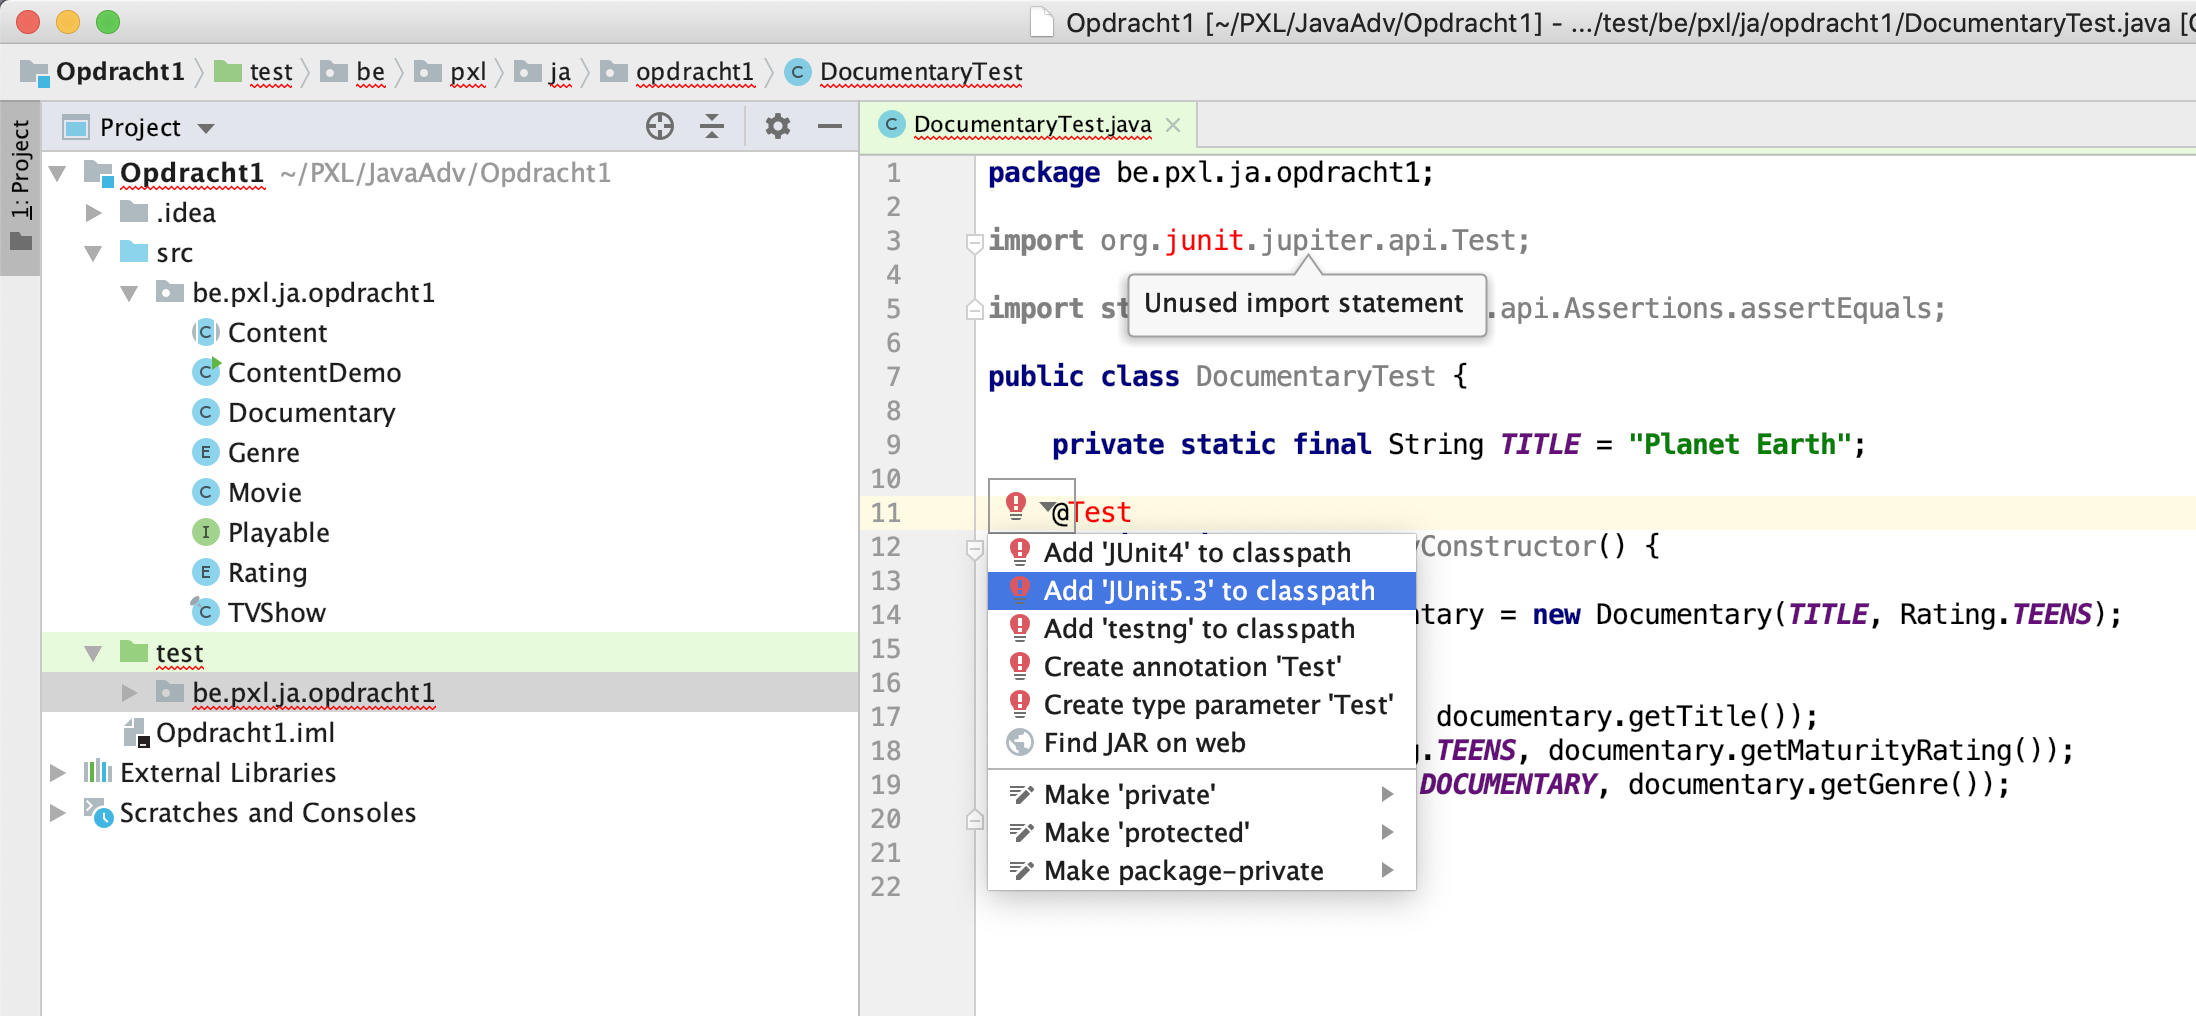 Opdracht1 [~/PXL/JavaAdv/Opdracht1] - .../test/be/pxl/ja/opdracht1/DocumentaryTest.java [
Opdracht1 test be pxl ja opdracht1 DocumentaryTest
1: Project
Project
Opdracht1 ~/PXL/JavaAdv/Opdracht1
.idea
src
be.pxl.ja.opdracht1
Content
ContentDemo
Documentary
Genre
Movie
Playable
Rating
TVShow
test
be.pxl.ja.opdracht1
Opdracht1.iml
External Libraries
Scratches and Consoles
DocumentaryTest.java
1 package be.pxl.ja.opdracht1;
2
3 import org.junit.jupiter.api.Test;
4
Unused import statement
5 import st .api.Assertions.assertEquals;
6
7 public class DocumentaryTest {
8
9 private static final String TITLE = "Planet Earth";
10
11 @Test
12 yConstructor() {
13
14 tary = new Documentary(TITLE, Rating.TEENS);
15
16
17 documentary.getTitle());
18 .TEENS, documentary.getMaturityRating());
19 DOCUMENTARY, documentary.getGenre());
20
21
22
Add 'JUnit4' to classpath
Add 'JUnit5.3' to classpath
Add 'testng' to classpath
Create annotation 'Test'
Create type parameter 'Test'
Find JAR on web
Make 'private'
Make 'protected'
Make package-private